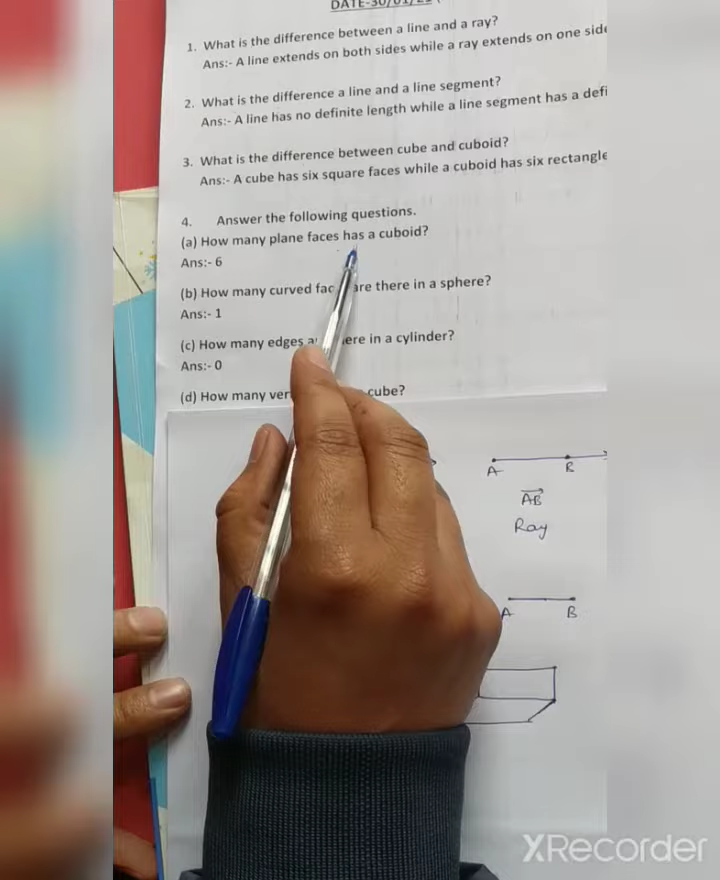 DATE-30/01/
1. What is the difference between a line and a ray?
Ans:- A line extends on both sides while a ray extends on one side
2. What is the difference a line and a line segment?
Ans:- A line has no definite length while a line segment has a defi
3. What is the difference between cube and cuboid?
Ans:- A cube has six square faces while a cuboid has six rectangle
4. Answer the following questions.
(a) How many plane faces has a cuboid?
Ans:- 6
(b) How many curved fac are there in a sphere?
Ans:- 1
(c) How many edges a ere in a cylinder?
Ans:- 0
(d) How many ver cube?
A B
AB
Ray
A B
XRecorder